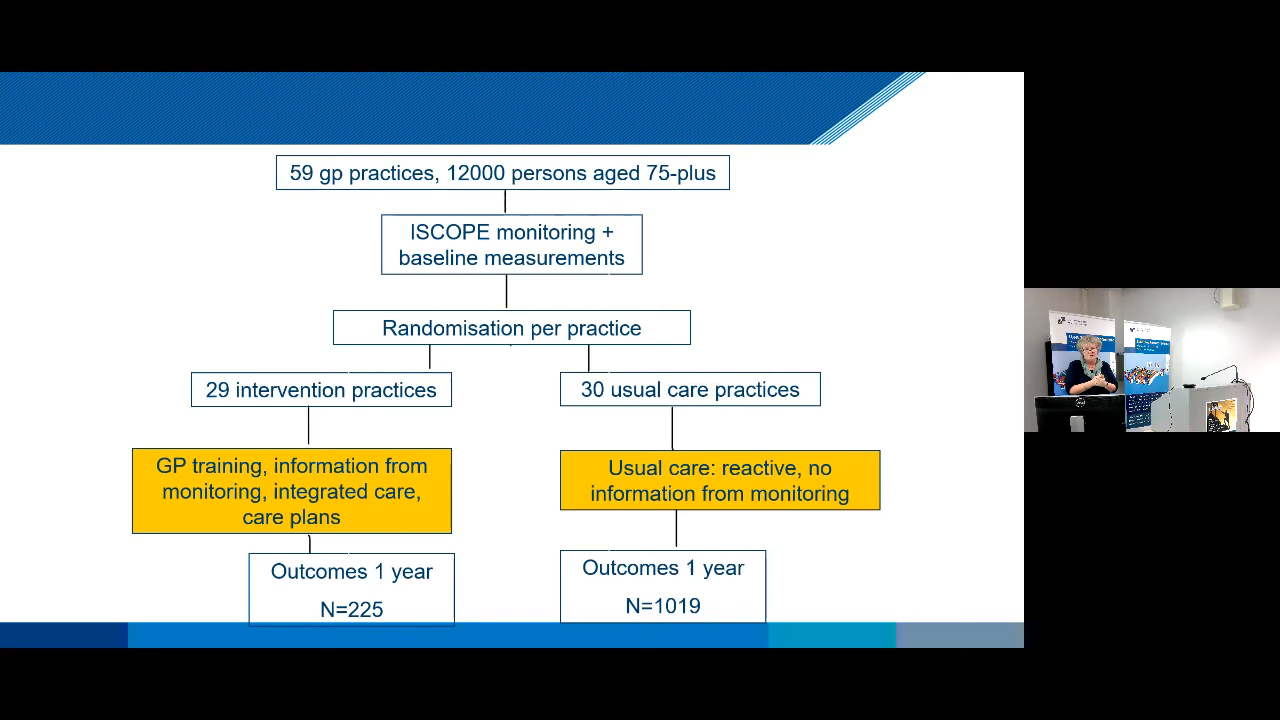 59 gp practices, 12000 persons aged 75-plus
ISCOPE monitoring +
baseline measurements
Randomisation per practice
29 intervention practices
30 usual care practices
GP training, information from
monitoring, integrated care,
care plans
Usual care: reactive, no
information from monitoring
Outcomes 1 year
N=225
Outcomes 1 year
N=1019